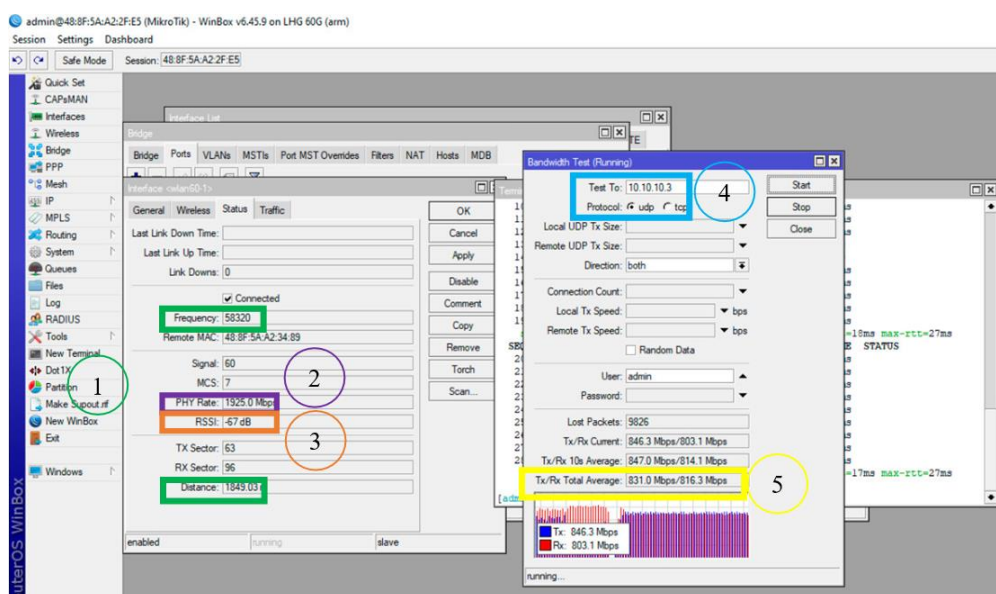 admin@48:8F:5A:A2:2F:E5 (MikroTik) - WinBox v6.45.9 on LHG 60G (arm)
Session Settings Dashboard
Safe Mode Session: 48:8F:5A:A2:2F:E5
Quick Set
CAPsMAN
Interfaces
Wireless
Bridge
PPP
Mesh
IP
MPLS
Routing
System
Queues
Files
Log
RADIUS
Tools
New Terminal
Dot1X
Partition
Make Supout.rif
New WinBox
Exit
Windows
1
Interface List
Bridge
Bridge Ports VLANs MSTIs Port MST Overrides Filters NAT Hosts MDB
Interface <wlan60-1>
General Wireless Status Traffic
Last Link Down Time:
Last Link Up Time:
Link Downs: 0
Connected
Frequency: 58320
Remote MAC: 48:8F:5A:A2:34:89
Signal: 60
MCS: 7
PHY Rate: 1925.0 Mbps
RSSI: -67 dB
TX Sector: 63
RX Sector: 96
Distance: 1849.03
enabled running slave
OK
Cancel
Apply
Disable
Comment
Copy
Remove
Torch
Scan...
2
3
Bandwidth Test (Running)
Test To: 10.10.10.3
Protocol: udp tcp
Local UDP Tx Size:
Remote UDP Tx Size:
Direction: both
Connection Count:
Local Tx Speed: bps
Remote Tx Speed: bps
Random Data
User: admin
Password:
Lost Packets: 9826
Tx/Rx Current: 846.3 Mbps/803.1 Mbps
Tx/Rx 10s Average: 847.0 Mbps/814.1 Mbps
Tx/Rx Total Average: 831.0 Mbps/816.3 Mbps
Tx: 846.3 Mbps
Rx: 803.1 Mbps
running...
Start
Stop
Close
4
5
=18ms max-rtt=27ms
STATUS
=17ms max-rtt=27ms